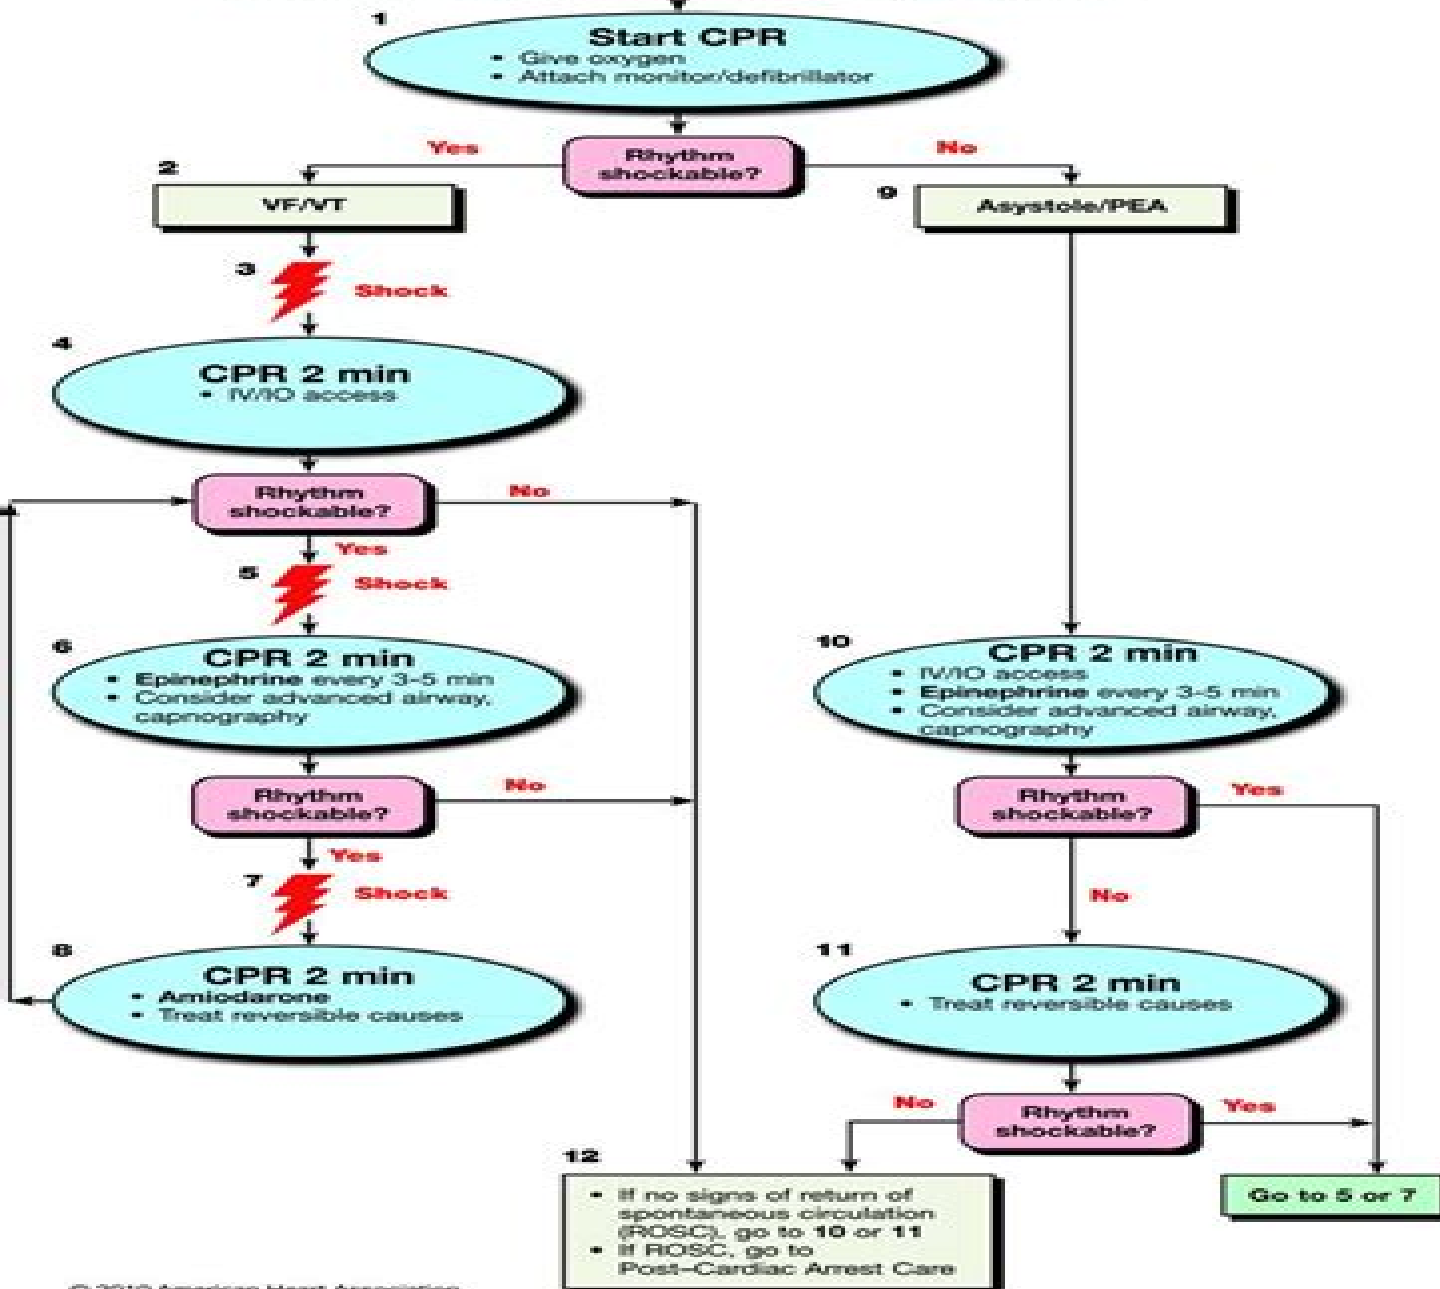 1
Start CPR
• Give oxygen
• Attach monitor/defibrillator
Rhythm
shockable?
Yes
No
2
VF/VT
9
Asystole/PEA
3
Shock
4
CPR 2 min
• IV/IO access
Rhythm
shockable?
No
Yes
5
Shock
6
CPR 2 min
• Epinephrine every 3-5 min
• Consider advanced airway,
capnography
10
CPR 2 min
• IV/IO access
• Epinephrine every 3-5 min
• Consider advanced airway,
capnography
Rhythm
shockable?
No
Yes
Rhythm
shockable?
Yes
No
7
Shock
8
CPR 2 min
• Amiodarone
• Treat reversible causes
11
CPR 2 min
• Treat reversible causes
Rhythm
shockable?
No
Yes
12
• If no signs of return of
spontaneous circulation
(ROSC), go to 10 or 11
• If ROSC, go to
Post–Cardiac Arrest Care
Go to 5 or 7
© 2010 American Heart Association